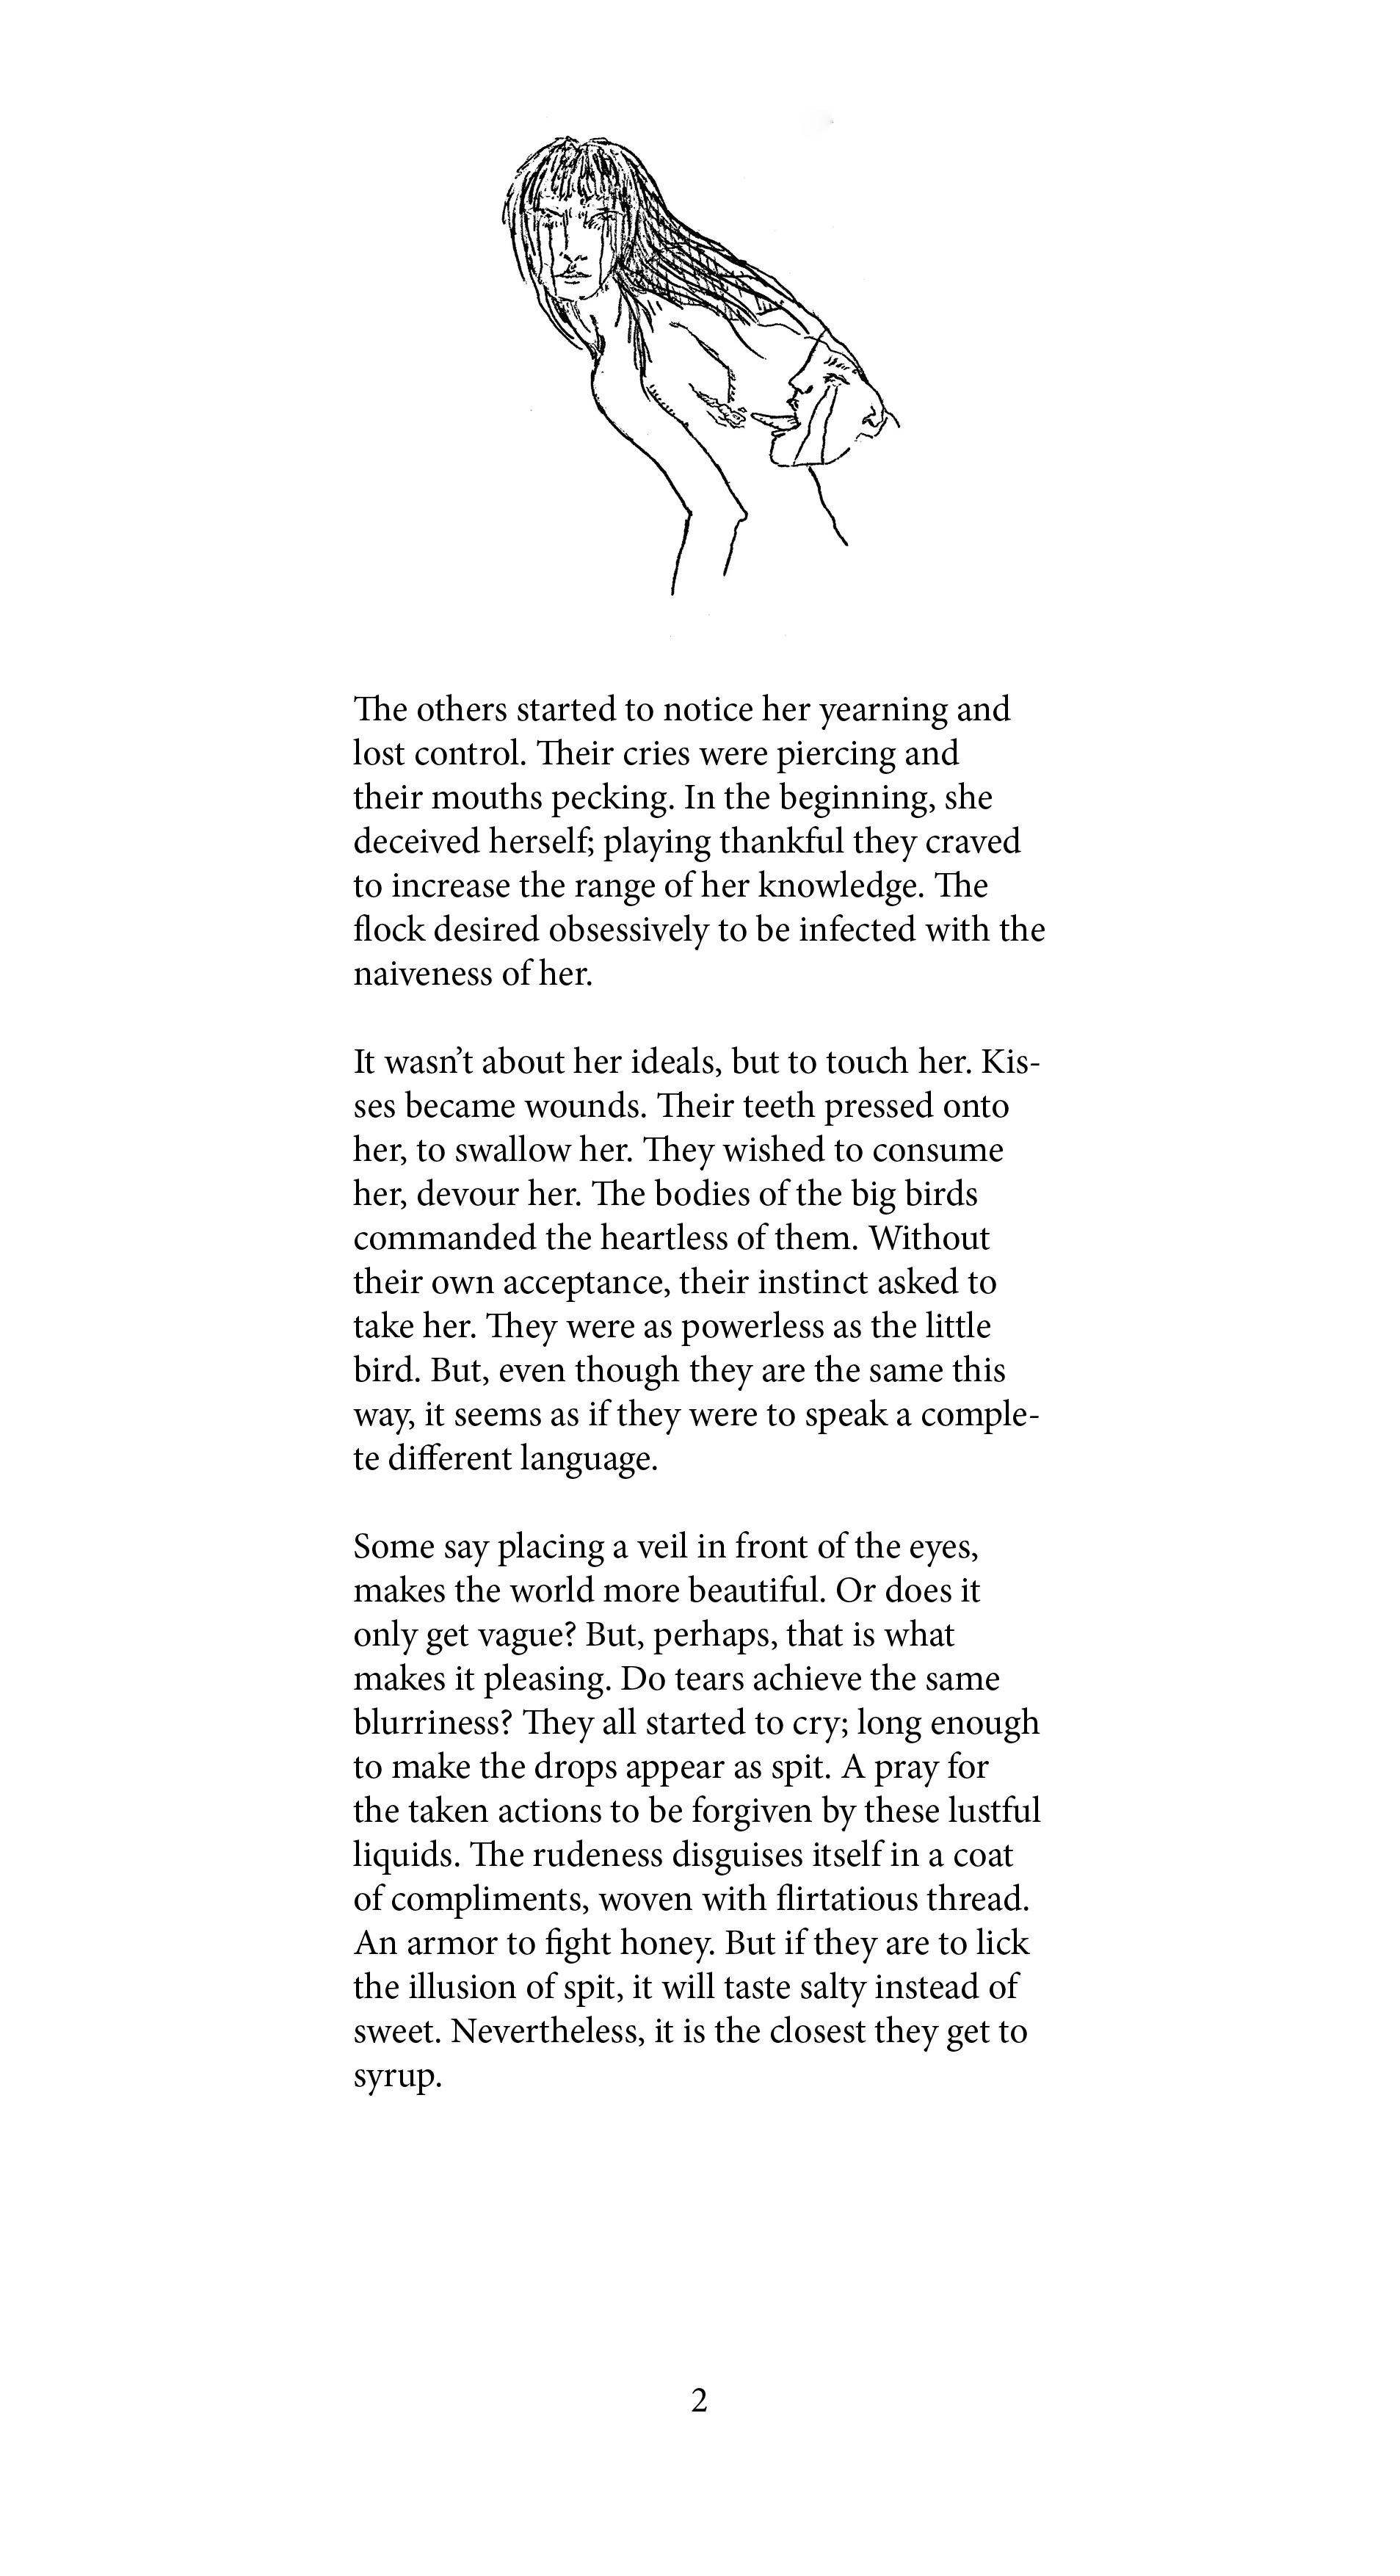 The others started to notice her yearning and
lost control. Their cries were piercing and
their mouths pecking. In the beginning, she
deceived herself; playing thankful they craved
to increase the range of her knowledge. The
flock desired obsessively to be infected with the
naiveness of her.
It wasn’t about her ideals, but to touch her. Kis-
ses became wounds. Their teeth pressed onto
her, to swallow her. They wished to consume
her, devour her. The bodies of the big birds
commanded the heartless of them. Without
their own acceptance, their instinct asked to
take her. They were as powerless as the little
bird. But, even though they are the same this
way, it seems as if they were to speak a comple-
te different language.
Some say placing a veil in front of the eyes,
makes the world more beautiful. Or does it
only get vague? But, perhaps, that is what
makes it pleasing. Do tears achieve the same
blurriness? They all started to cry; long enough
to make the drops appear as spit. A pray for
the taken actions to be forgiven by these lustful
liquids. The rudeness disguises itself in a coat
of compliments, woven with flirtatious thread.
An armor to fight honey. But if they are to lick
the illusion of spit, it will taste salty instead of
sweet. Nevertheless, it is the closest they get to
syrup.
2